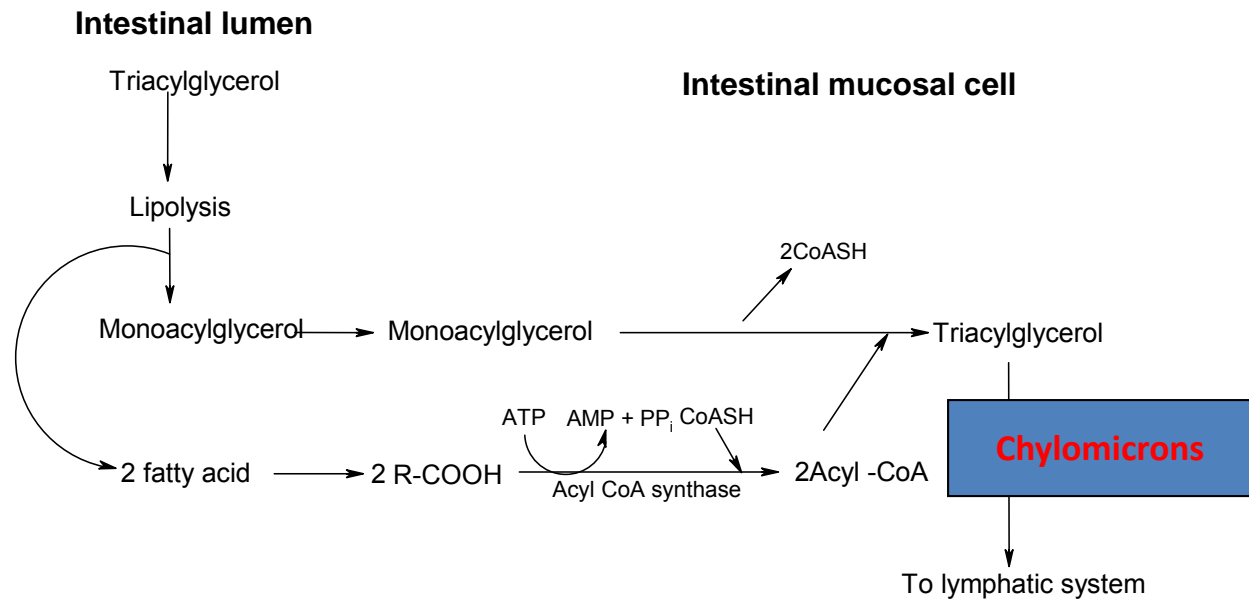 Intestinal lumen
Triacylglycerol
Intestinal mucosal cell
Lipolysis
2CoASH
Monoacylglycerol
Monoacylglycerol
Triacylglycerol
ATP
AMP + PPi
CoASH
Chylomicrons
2 fatty acid
2 R-COOH
Acyl CoA synthase
2Acyl -CoA
To lymphatic system